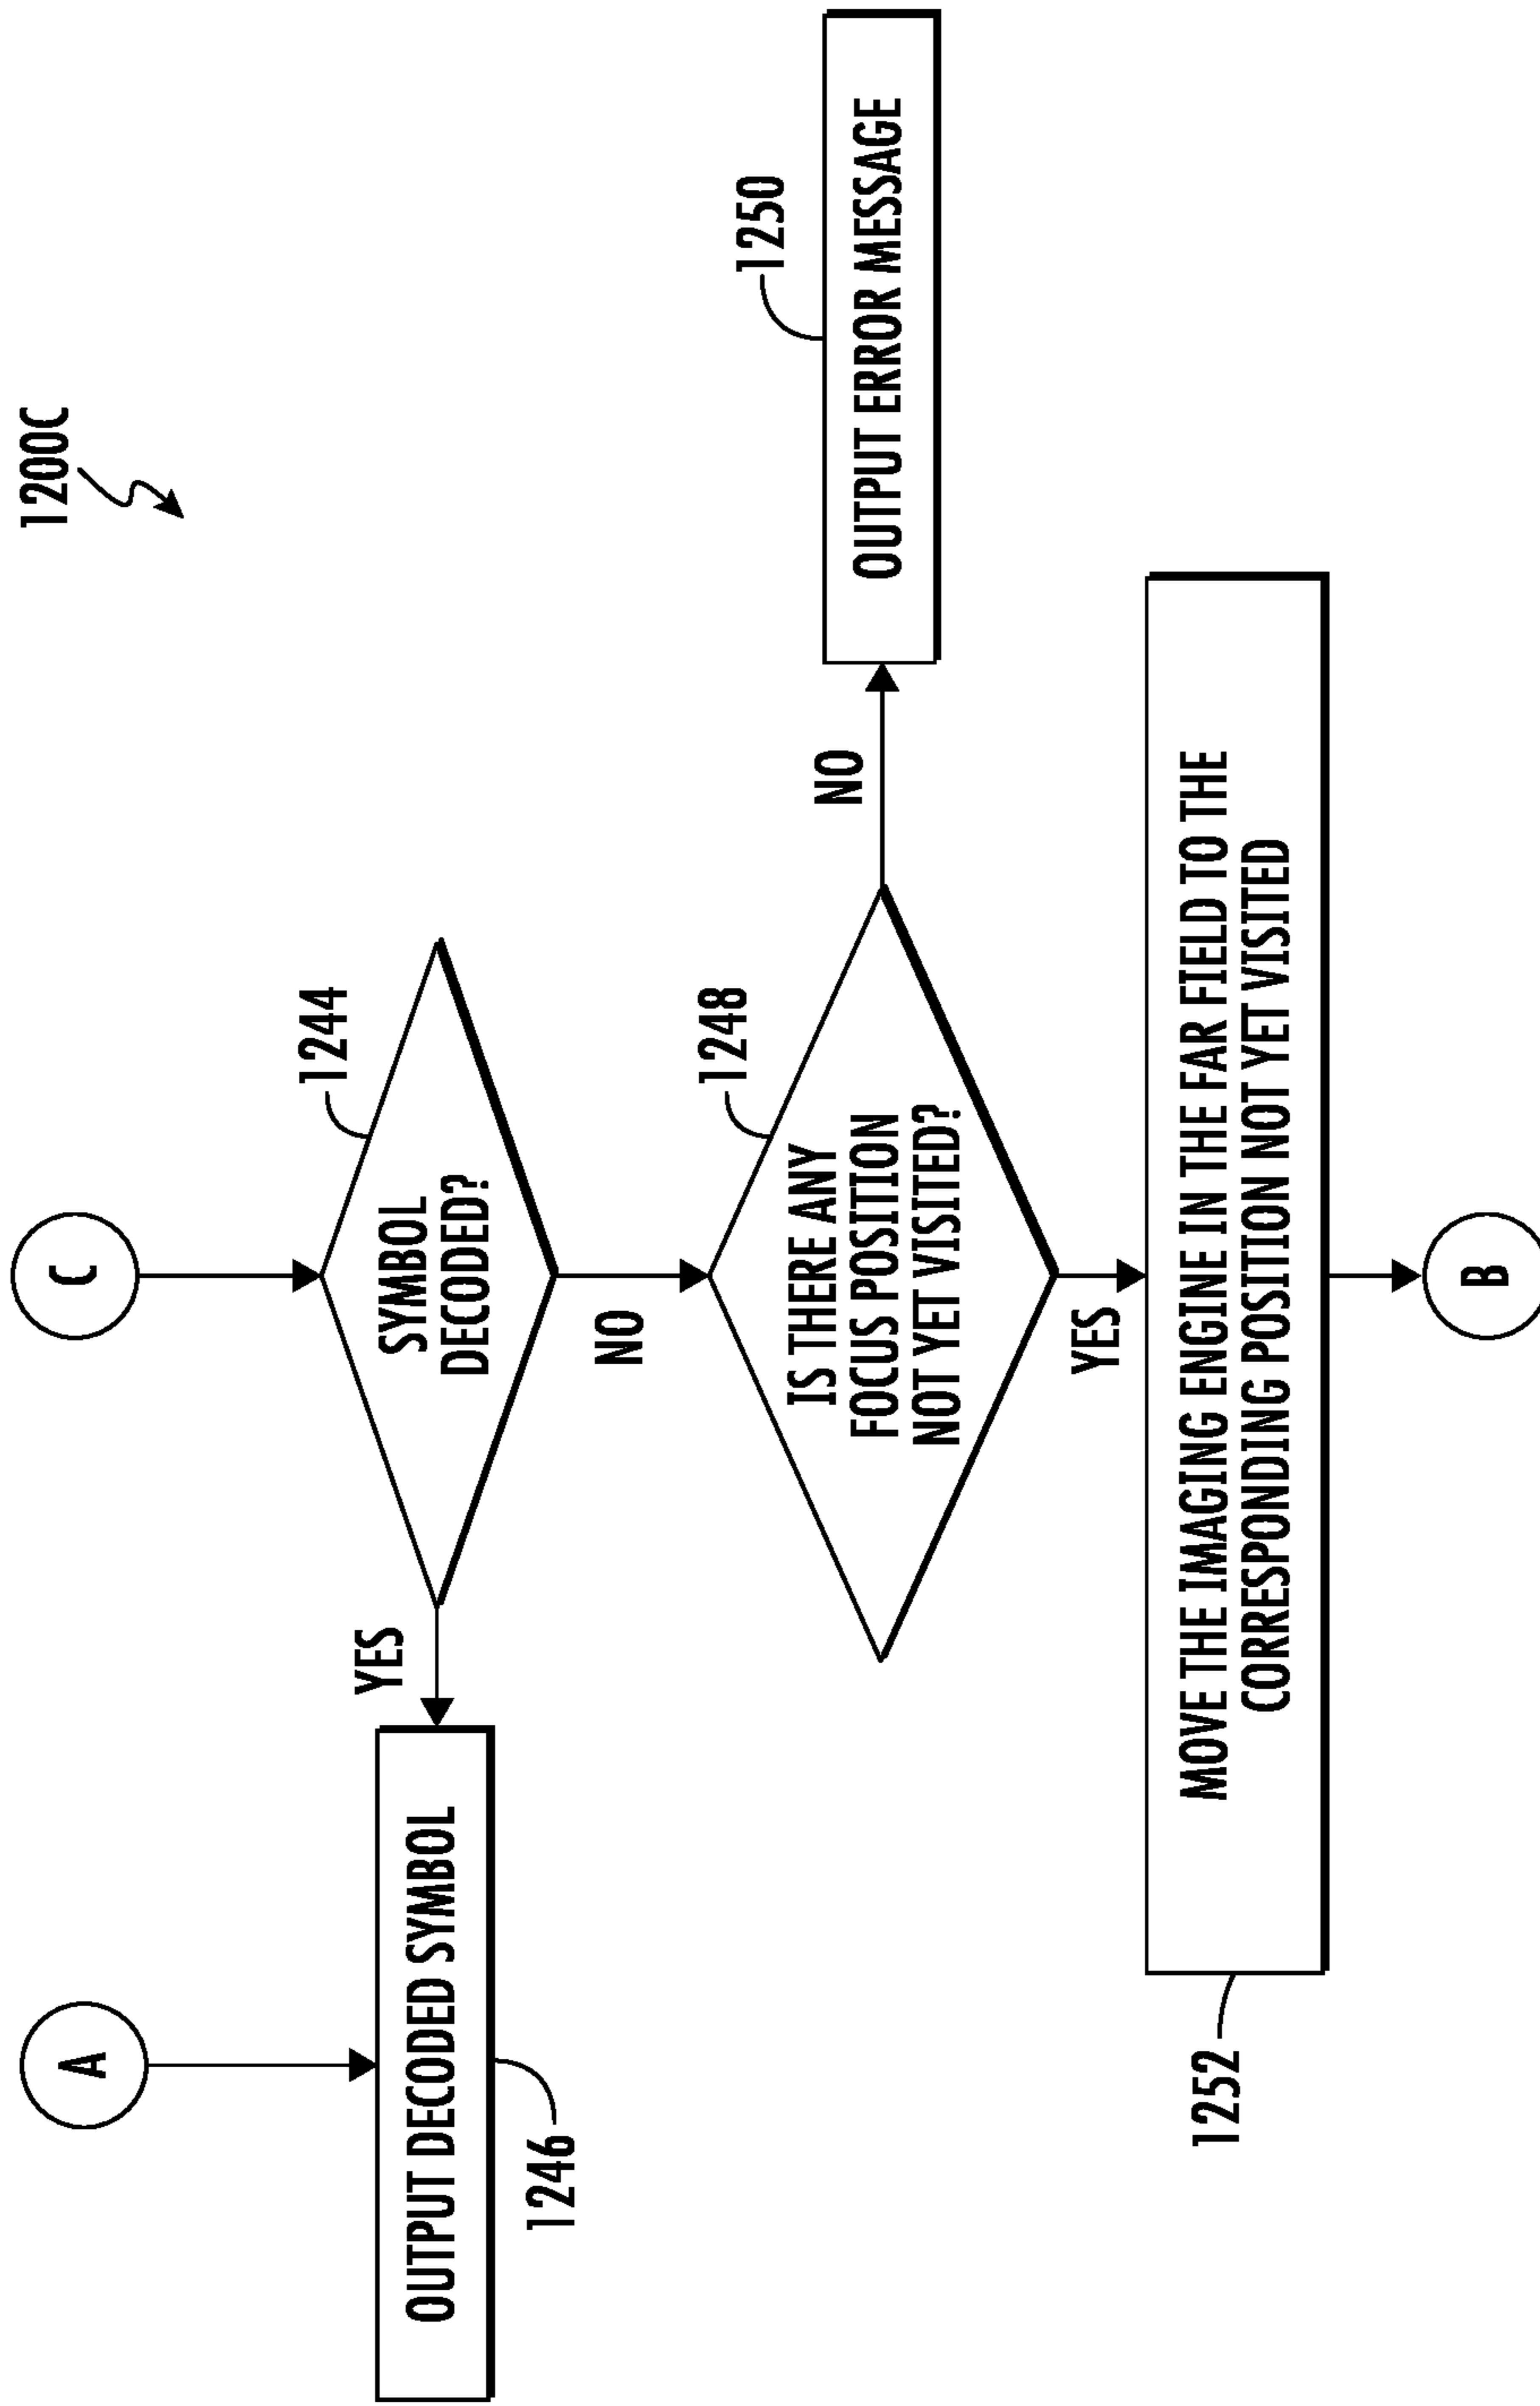 1200C
A
C
YES
SYMBOL
DECODED?
1244
OUTPUT DECODED SYMBOL
1246
NO
1248
IS THERE ANY
FOCUS POSITION
NOT YET VISITED?
NO
1250
OUTPUT ERROR MESSAGE
YES
MOVE THE IMAGING ENGINE IN THE FAR FIELD TO THE
CORRESPONDING POSITION NOT YET VISITED
1252
B